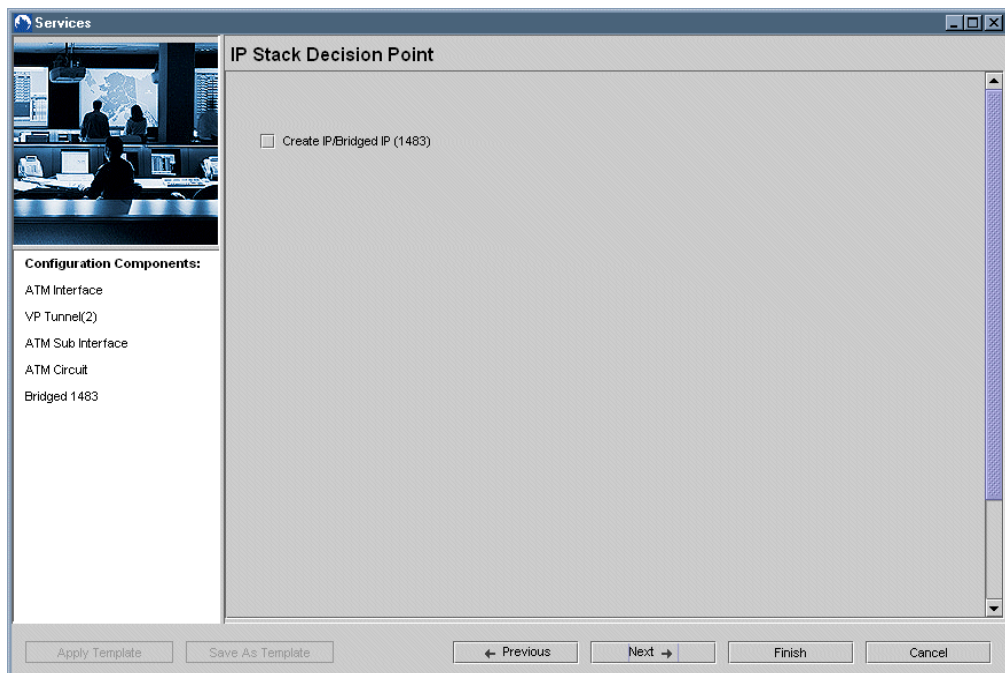 Services
IP Stack Decision Point
Create IP/Bridged IP (1483)
Configuration Components:
ATM Interface
VP Tunnel(2)
ATM Sub Interface
ATM Circuit
Bridged 1483
Apply Template
Save As Template
← Previous
Next →
Finish
Cancel